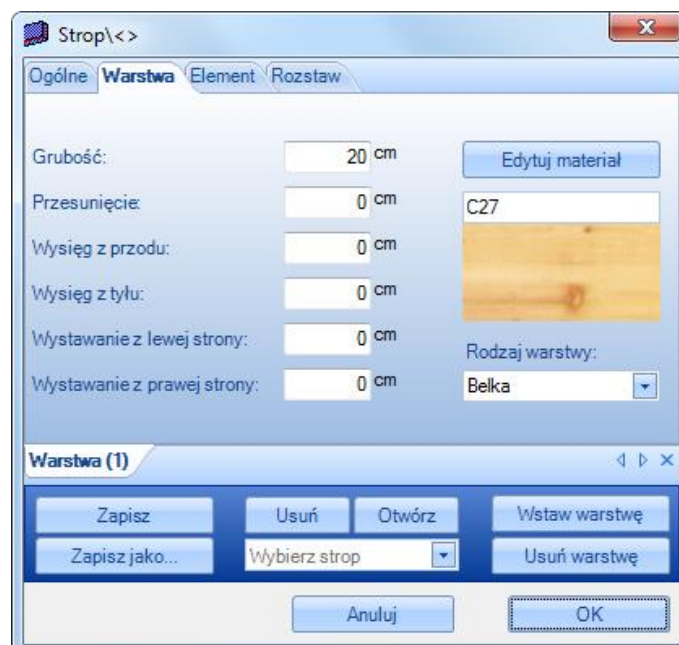 Strop\<>
Ogólne Warstwa Element Rozstaw
Grubość: 20 cm Edytuj materiał
Przesunięcie: 0 cm C27
Wysięg z przodu: 0 cm
Wysięg z tyłu: 0 cm
Wystawanie z lewej strony: 0 cm Rodzaj warstwy:
Wystawanie z prawej strony: 0 cm Belka
Warstwa (1)
Zapisz Usuń Otwórz Wstaw warstwę
Zapisz jako... Wybierz strop Usuń warstwę
Anuluj OK